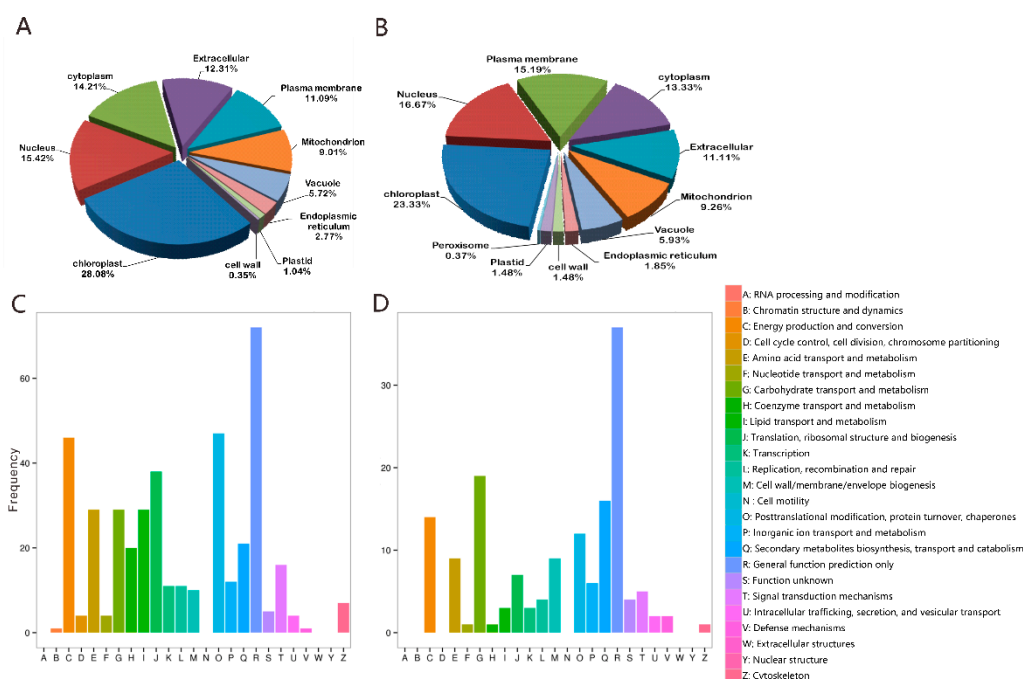 A
Extracellular
12.31%
cytoplasm
14.21%
Plasma membrane
11.09%
Nucleus
15.42%
Mitochondrion
9.01%
Vacuole
5.72%
Endoplasmic
reticulum
2.77%
Plastid
1.04%
cell wall
0.35%
chloroplast
28.08%
B
Plasma membrane
15.19%
cytoplasm
13.33%
Nucleus
16.67%
Extracellular
11.11%
chloroplast
23.33%
Mitochondrion
9.26%
Vacuole
5.93%
Peroxisome
0.37%
Endoplasmic reticulum
1.85%
Plastid
1.48%
cell wall
1.48%
C
Frequency
60
40
20
0
A B C D E F G H I J K L M N O P Q R S T U V W Y Z
D
30
20
10
0
A B C D E F G H I J K L M N O P Q R S T U V W Y Z
A: RNA processing and modification
B: Chromatin structure and dynamics
C: Energy production and conversion
D: Cell cycle control, cell division, chromosome partitioning
E: Amino acid transport and metabolism
F: Nucleotide transport and metabolism
G: Carbohydrate transport and metabolism
H: Coenzyme transport and metabolism
I: Lipid transport and metabolism
J: Translation, ribosomal structure and biogenesis
K: Transcription
L: Replication, recombination and repair
M: Cell wall/membrane/envelope biogenesis
N : Cell motility
O: Posttranslational modification, protein turnover, chaperones
P: Inorganic ion transport and metabolism
Q: Secondary metabolites biosynthesis, transport and catabolism
R: General function prediction only
S: Function unknown
T: Signal transduction mechanisms
U: Intracellular trafficking, secretion, and vesicular transport
V: Defense mechanisms
W: Extracellular structures
Y: Nuclear structure
Z: Cytoskeleton